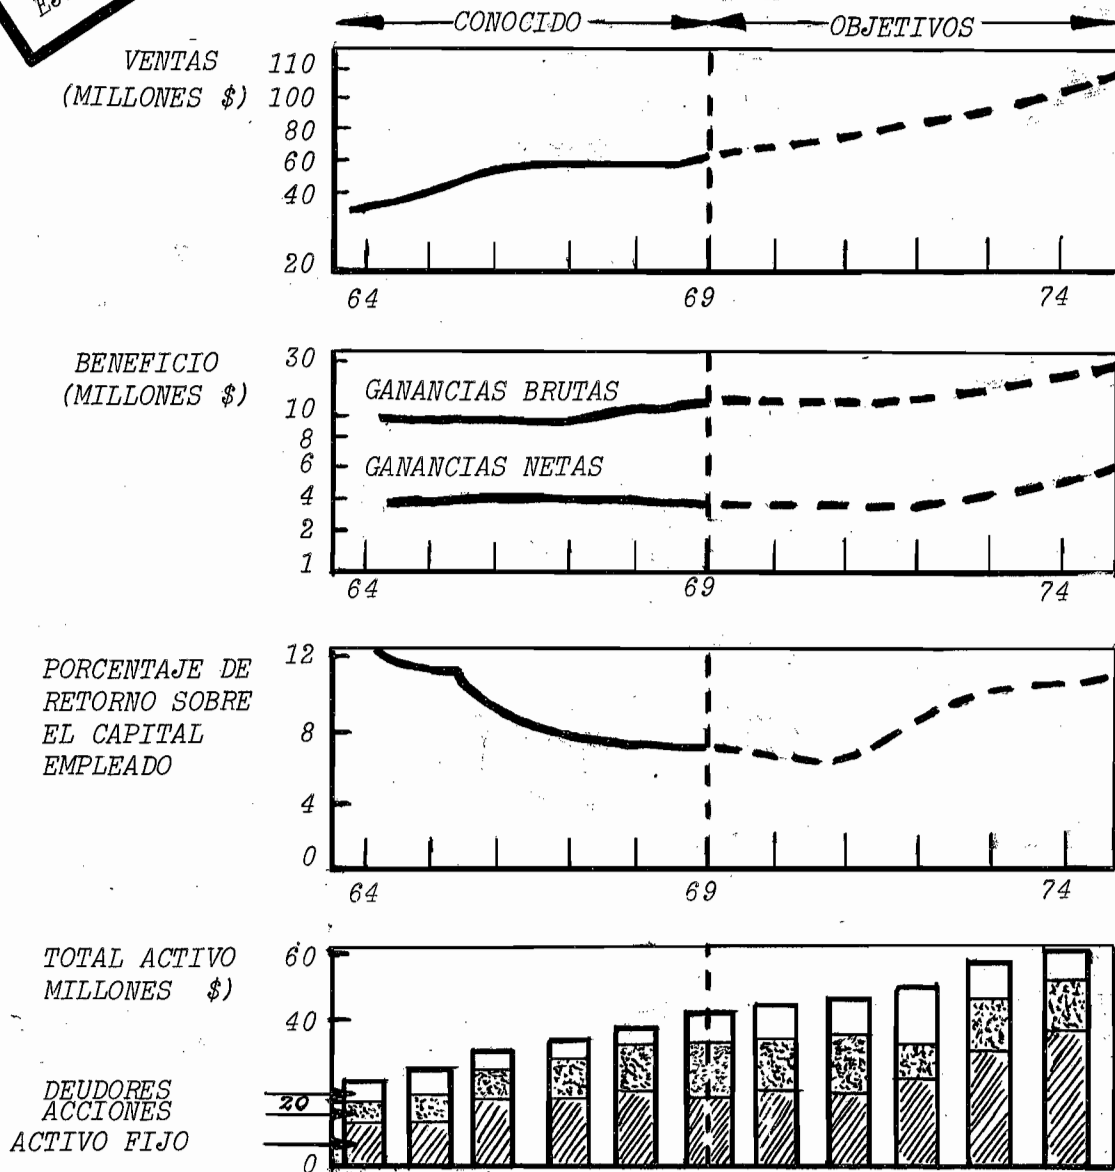 CONOCIDO OBJETIVOS
VENTAS
(MILLONES $)
110
100
80
60
40
20
64 69 74
BENEFICIO
(MILLONES $)
30
10
8
6
4
2
1
GANANCIAS BRUTAS
GANANCIAS NETAS
64 69 74
PORCENTAJE DE
RETORNO SOBRE
EL CAPITAL
EMPLEADO
12
8
4
0
64 69 74
TOTAL ACTIVO
MILLONES $)
60
40
20
0
DEUDORES
ACCIONES
ACTIVO FIJO